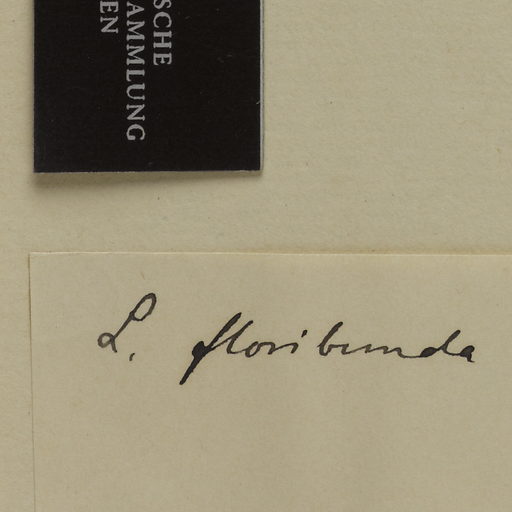 SCHE
AMMLUNG
EN
L. floribunda